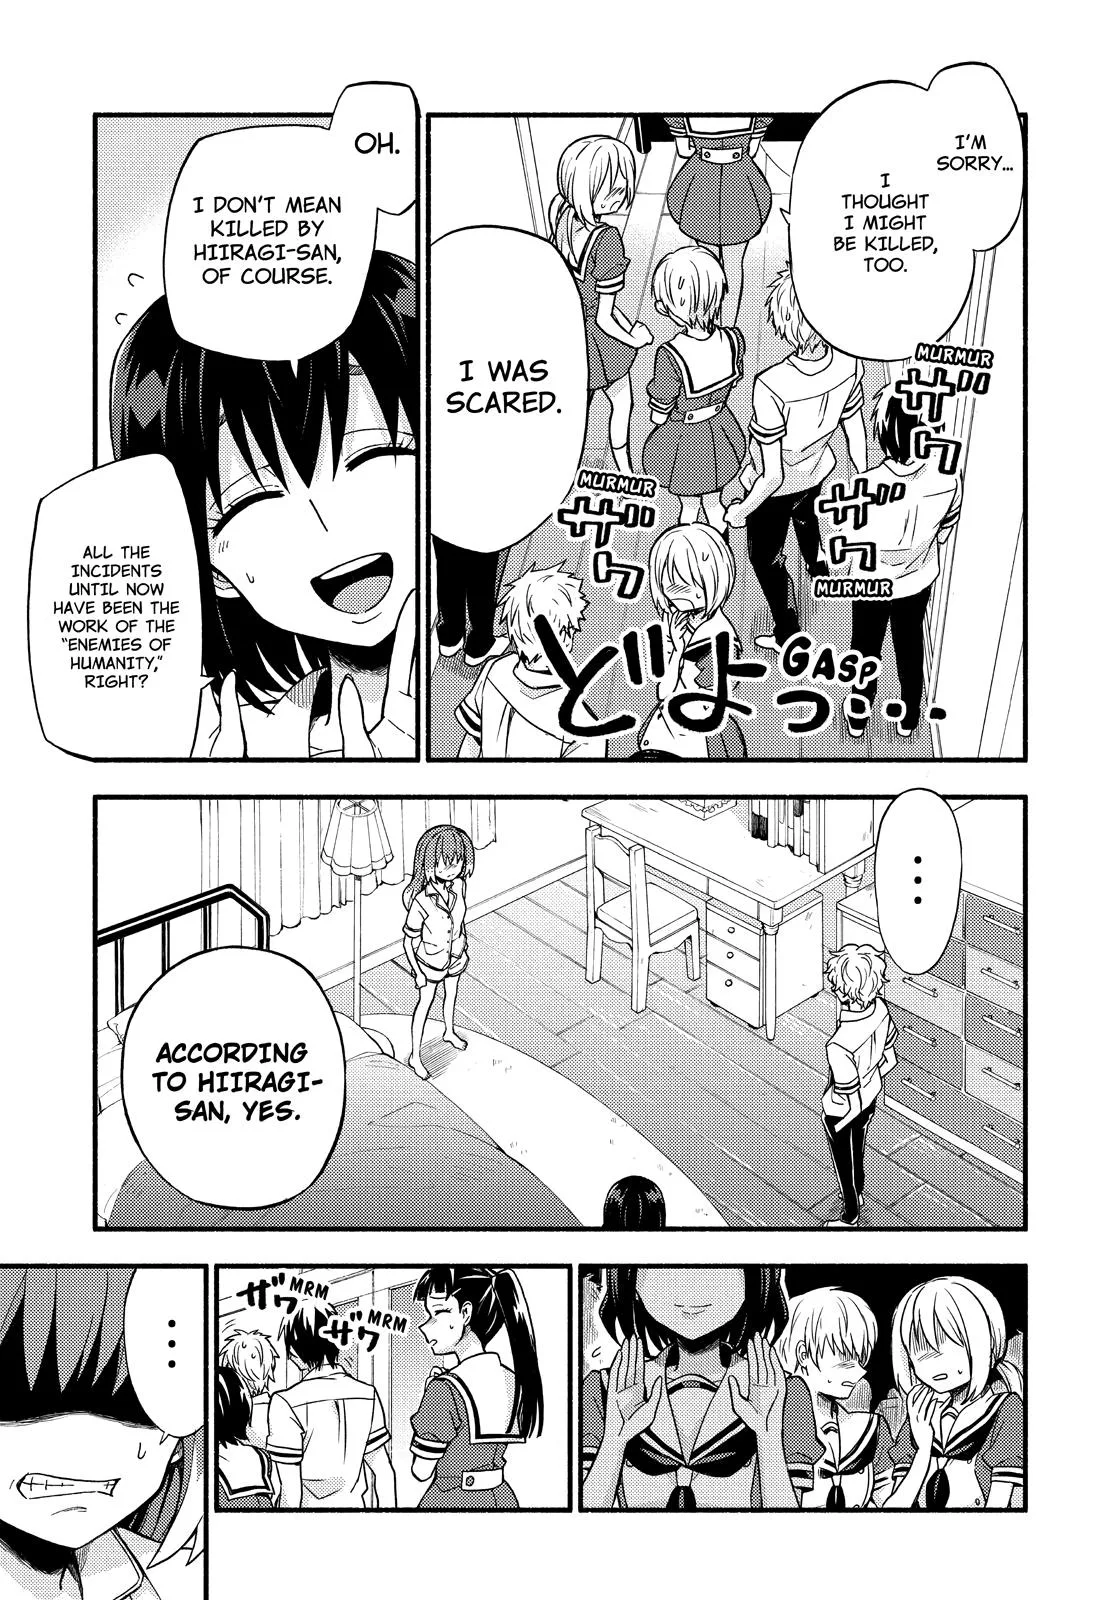 I'M
SORRY...
I
THOUGHT
I MIGHT
BE KILLED,
TOO.
MURMUR
ザワ
MURMUR
ザワ
ザワ
MURMUR
I WAS
SCARED.
どよっ・・・
GASP
OH.
I DON'T MEAN
KILLED BY
HIIRAGI-SAN,
OF COURSE.
ALL THE
INCIDENTS
UNTIL NOW
HAVE BEEN THE
WORK OF THE
"ENEMIES OF
HUMANITY,"
RIGHT?
...
ACCORDING
TO HIIRAGI-
SAN, YES.
MRM
ザワ
ザワ
MRM
...